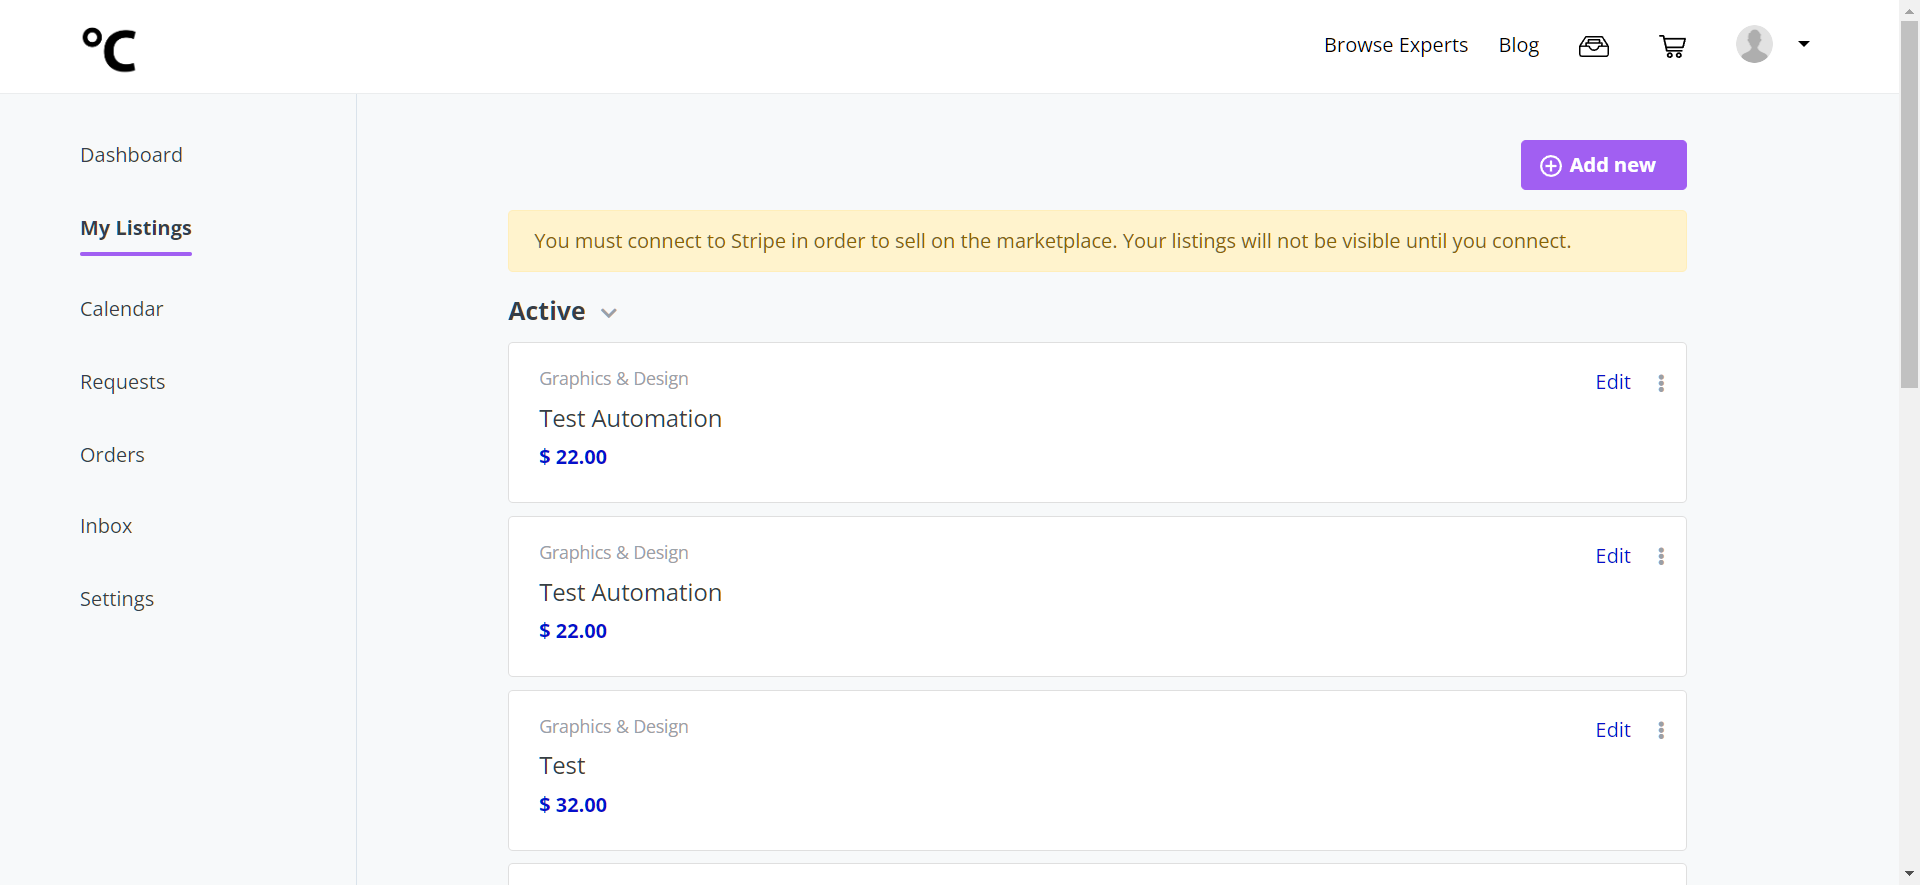 °C
Browse Experts
Blog
Dashboard
My Listings
Calendar
Requests
Orders
Inbox
Settings
Add new
You must connect to Stripe in order to sell on the marketplace. Your listings will not be visible until you connect.
Active
Graphics & Design
Edit
Test Automation
$ 22.00
Graphics & Design
Edit
Test Automation
$ 22.00
Graphics & Design
Edit
Test
$ 32.00